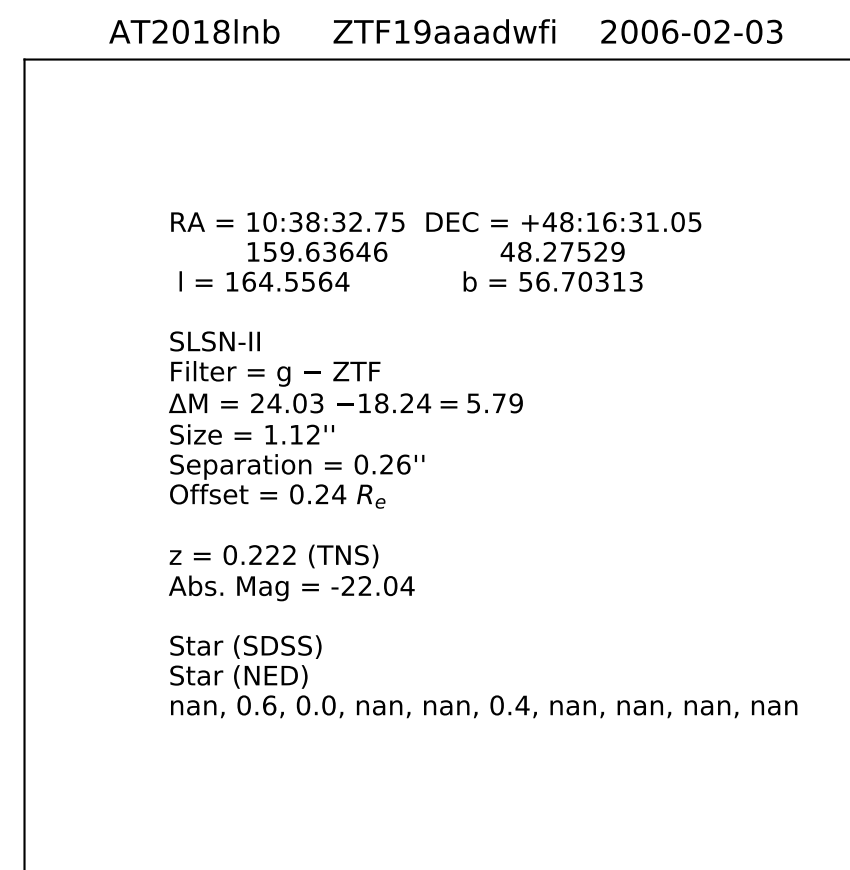 AT2018lnb ZTF19aaadwfi 2006-02-03
RA = 10:38:32.75 DEC = +48:16:31.05
159.63646 48.27529
l = 164.5564 b = 56.70313
SLSN-II
Filter = g − ZTF
ΔM = 24.03 −18.24 = 5.79
Size = 1.12''
Separation = 0.26''
Offset = 0.24 Re
z = 0.222 (TNS)
Abs. Mag = -22.04
Star (SDSS)
Star (NED)
nan, 0.6, 0.0, nan, nan, 0.4, nan, nan, nan, nan